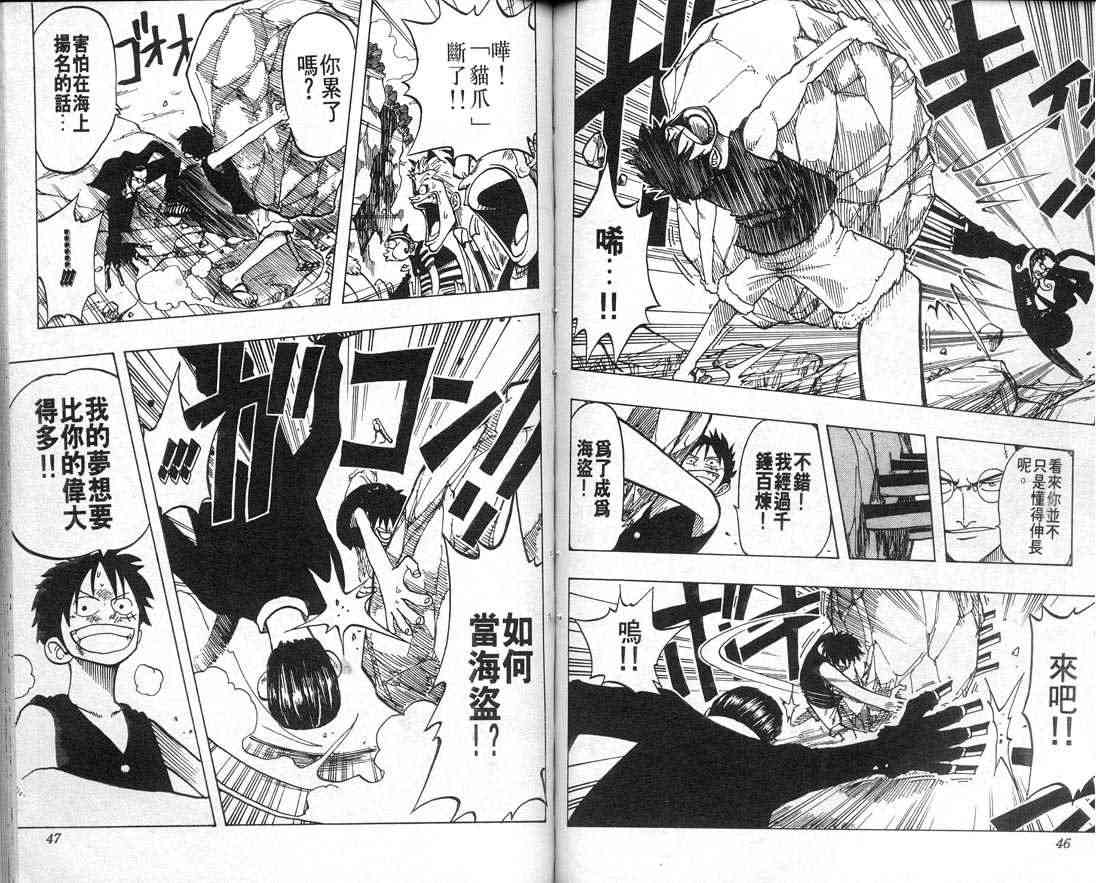 唏…!!
看來你並不
只是懂得伸長
呢。
不錯!
我經過千
錘百煉!
爲了成爲
海盜!
來吧!!
嗚!!
46
嘩!
「貓爪」
斷了!!
你累了
嗎?
ゴオオ
害怕在海上
揚名的話…
……!!!
如何
當海盜!?
ガコン!!
!!!!
我的夢想要
比你的偉大
得多!!
47